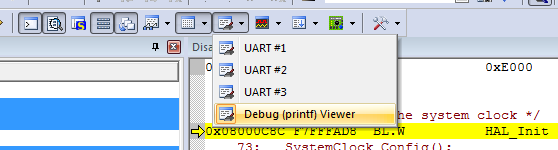 Disa
0xE000
UART #1
UART #2
UART #3
Debug (printf) Viewer
the system clock */
0x08000C8C F7FFFAD8 BL.W HAL_Init
73: SystemClock_Config();